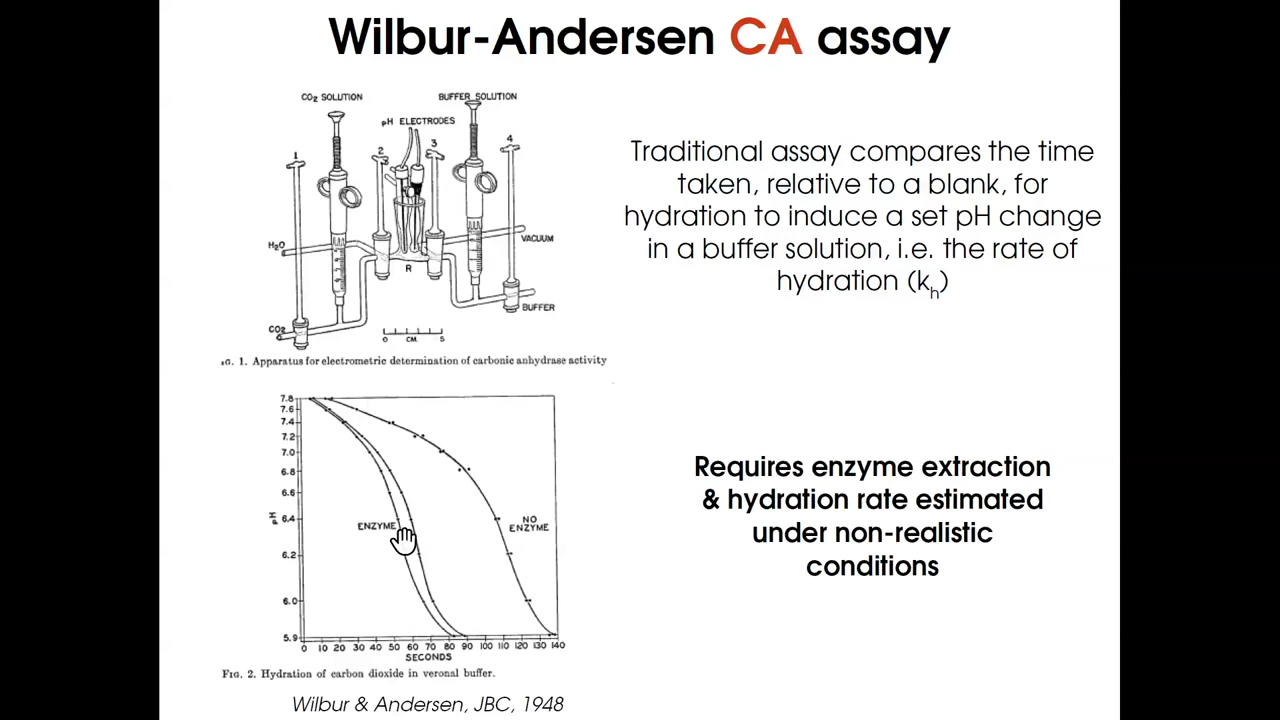 Wilbur-Andersen CA assay
CO2 SOLUTION
BUFFER SOLUTION
pH ELECTRODES
1
2
3
4
H2O
VACUUM
R
BUFFER
CO2
0 CM. 5
IG. 1. Apparatus for electrometric determination of carbonic anhydrase activity
Traditional assay compares the time
taken, relative to a blank, for
hydration to induce a set pH change
in a buffer solution, i.e. the rate of
hydration (kh)
7.8
7.6
7.4
7.2
7.0
6.8
6.6
6.4
6.2
6.0
5.9
pH
ENZYME
NO
ENZYME
0 10 20 30 40 50 60 70 80 90 100 110 120 130 140
SECONDS
FIG. 2. Hydration of carbon dioxide in veronal buffer.
Wilbur & Andersen, JBC, 1948
Requires enzyme extraction
& hydration rate estimated
under non-realistic
conditions